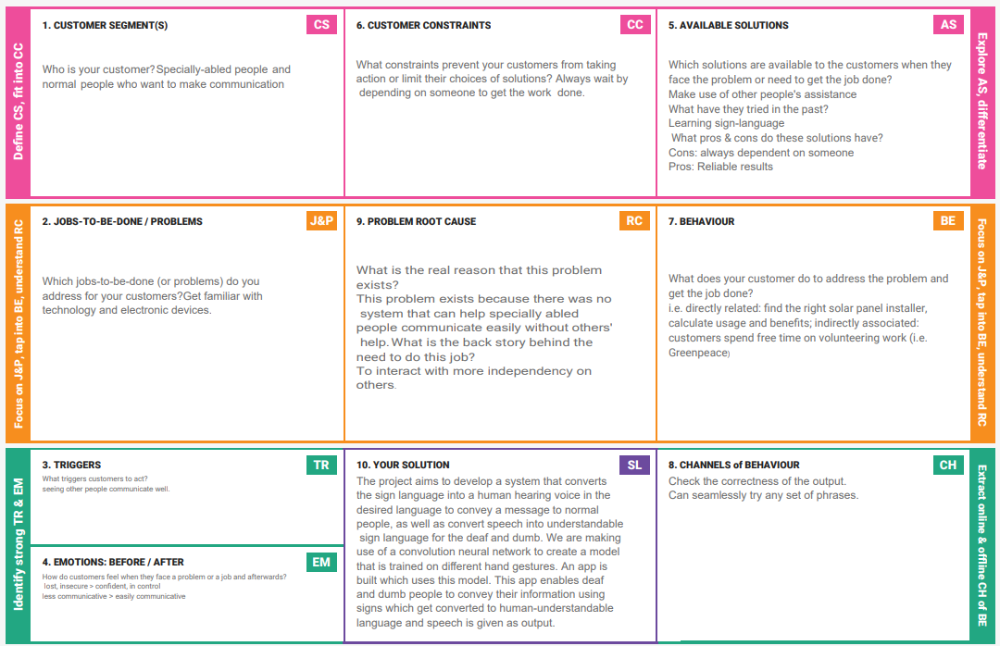 Define CS, fit into CC
1. CUSTOMER SEGMENT(S)
CS
Who is your customer? Specially-abled people and
normal people who want to make communication
6. CUSTOMER CONSTRAINTS
CC
What constraints prevent your customers from taking
action or limit their choices of solutions? Always wait by
depending on someone to get the work done.
5. AVAILABLE SOLUTIONS
AS
Which solutions are available to the customers when they
face the problem or need to get the job done?
Make use of other people's assistance
What have they tried in the past?
Learning sign-language
What pros & cons do these solutions have?
Cons: always dependent on someone
Pros: Reliable results
Explore AS, differentiate
Focus on J&P, tap into BE, understand RC
2. JOBS-TO-BE-DONE / PROBLEMS
J&P
Which jobs-to-be-done (or problems) do you
address for your customers?Get familiar with
technology and electronic devices.
9. PROBLEM ROOT CAUSE
RC
What is the real reason that this problem
exists?
This problem exists because there was no
system that can help specially abled
people communicate easily without others'
help. What is the back story behind the
need to do this job?
To interact with more independency on
others.
7. BEHAVIOUR
BE
What does your customer do to address the problem and
get the job done?
i.e. directly related: find the right solar panel installer,
calculate usage and benefits; indirectly associated:
customers spend free time on volunteering work (i.e.
Greenpeace)
Focus on J&P, tap into BE, understand RC
Identify strong TR & EM
3. TRIGGERS
TR
What triggers customers to act?
seeing other people communicate well.
4. EMOTIONS: BEFORE / AFTER
EM
How do customers feel when they face a problem or a job and afterwards?
lost, insecure > confident, in control
less communicative > easily communicative
10. YOUR SOLUTION
SL
The project aims to develop a system that converts
the sign language into a human hearing voice in the
desired language to convey a message to normal
people, as well as convert speech into understandable
sign language for the deaf and dumb. We are making
use of a convolution neural network to create a model
that is trained on different hand gestures. An app is
built which uses this model. This app enables deaf
and dumb people to convey their information using
signs which get converted to human-understandable
language and speech is given as output.
8. CHANNELS of BEHAVIOUR
CH
Check the correctness of the output.
Can seamlessly try any set of phrases.
Extract online & offline CH of BE